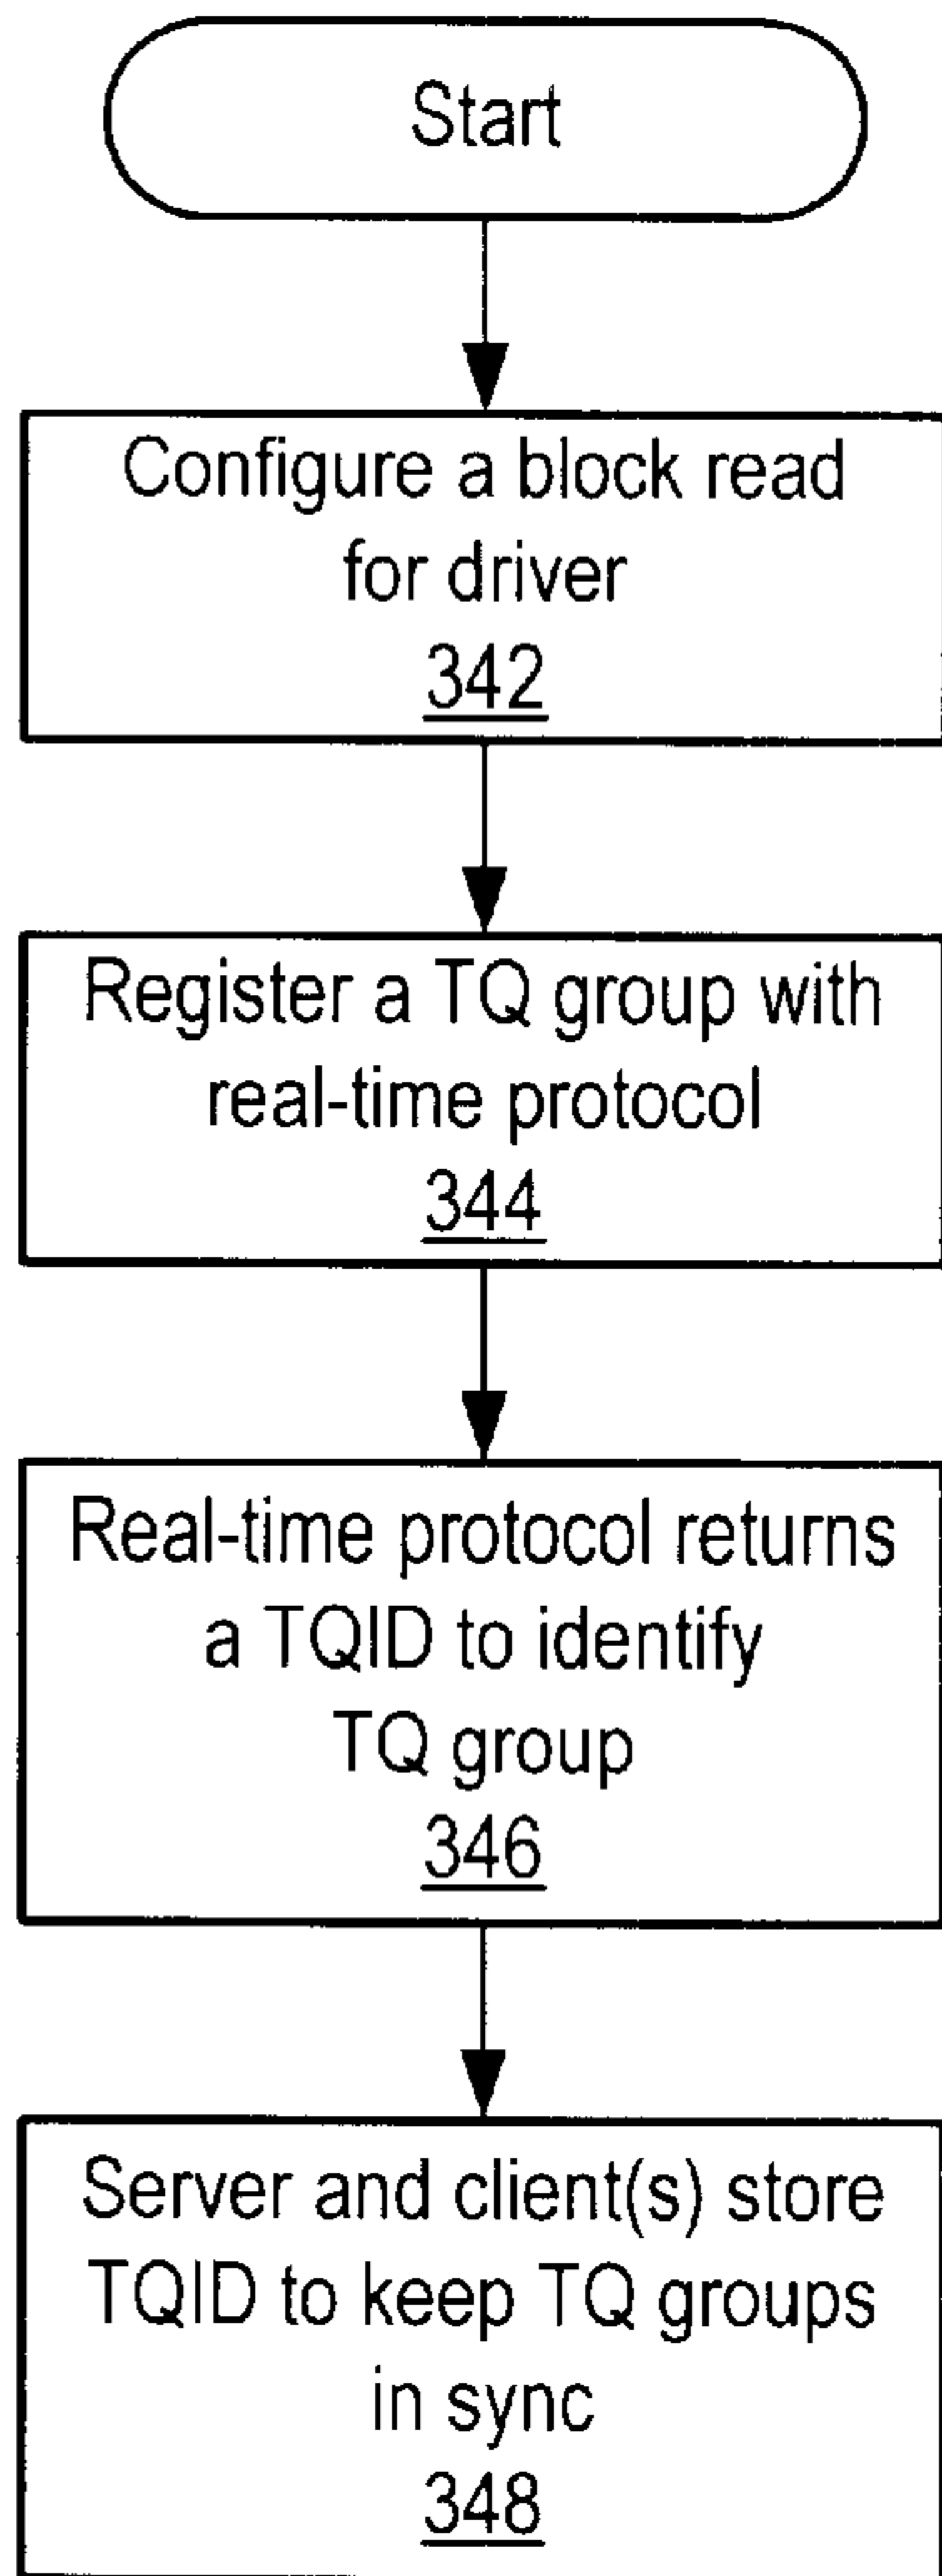 Start
Configure a block read
for driver
342
Register a TQ group with
real-time protocol
344
Real-time protocol returns
a TQID to identify
TQ group
346
Server and client(s) store
TQID to keep TQ groups
in sync
348